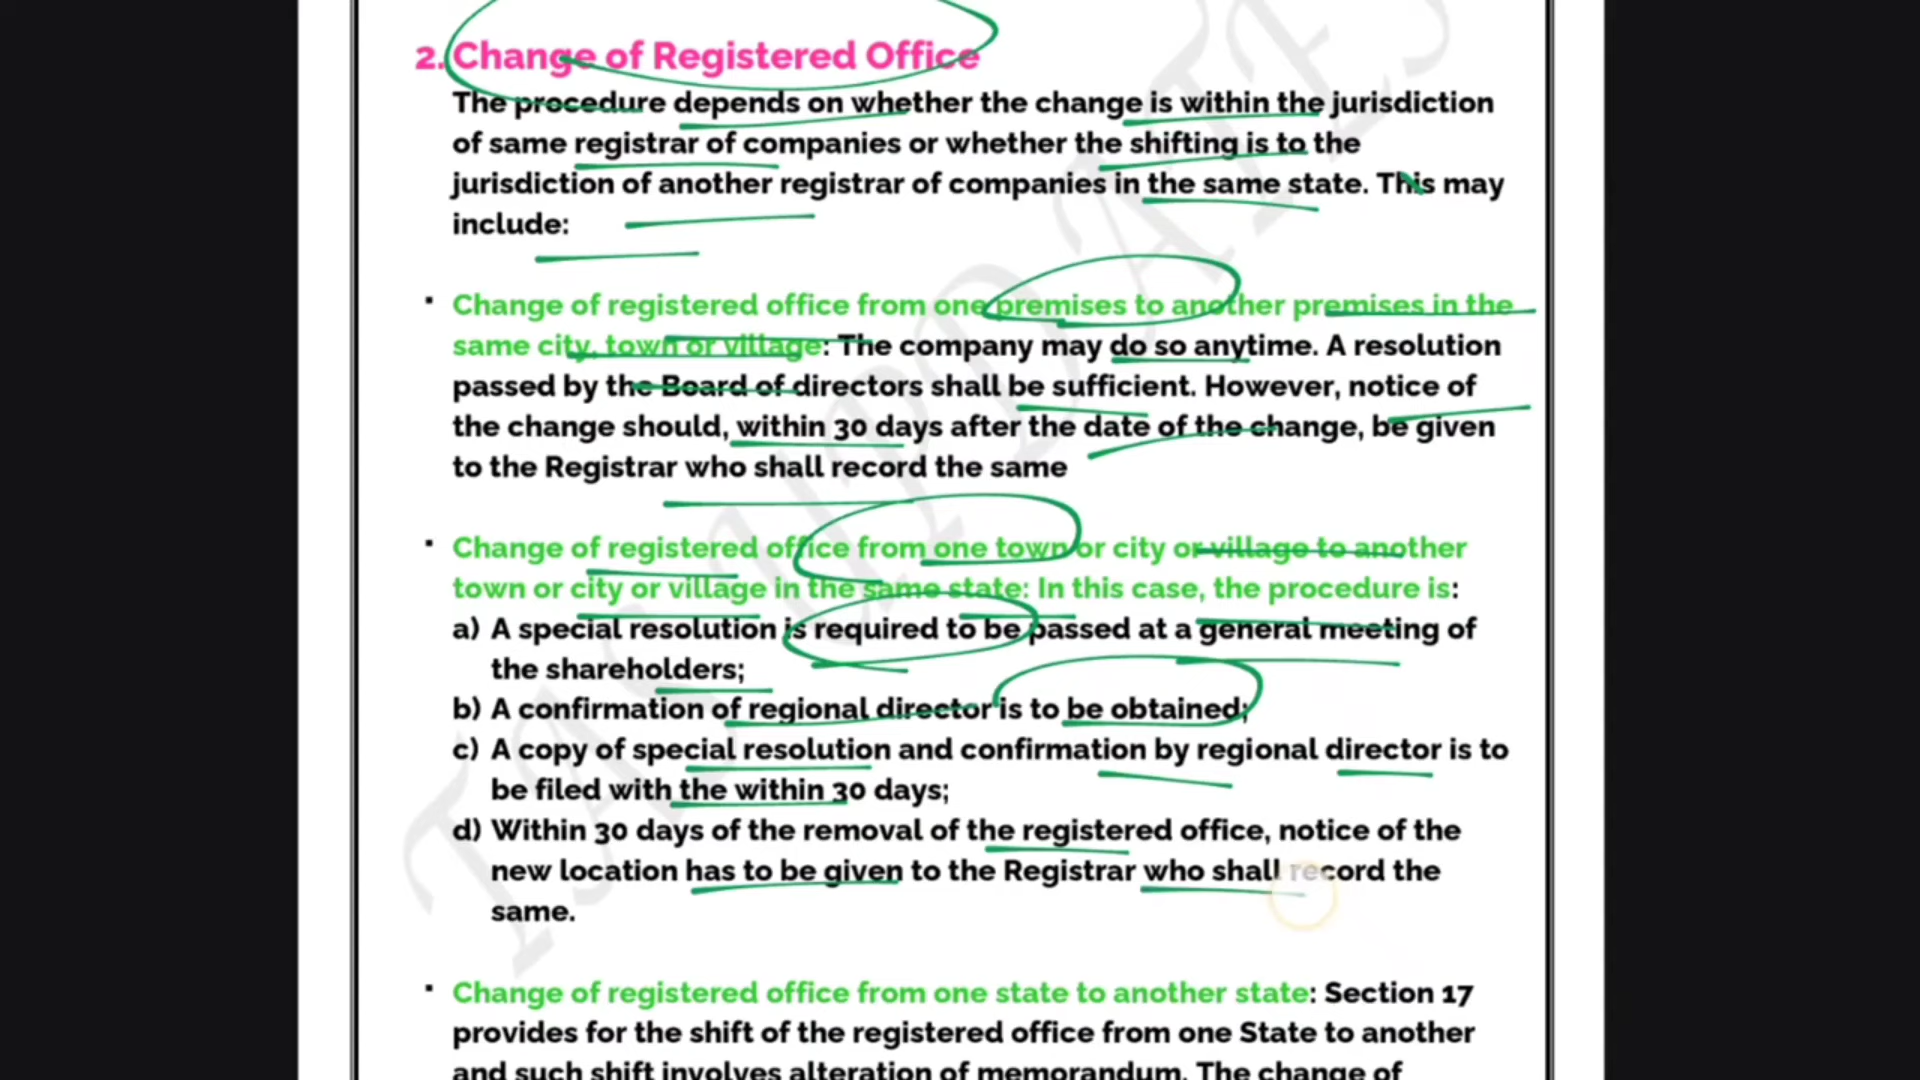 2. Change of Registered Office
The procedure depends on whether the change is within the jurisdiction
of same registrar of companies or whether the shifting is to the
jurisdiction of another registrar of companies in the same state. This may
include:
▪ Change of registered office from one premises to another premises in the
same city, town or village: The company may do so anytime. A resolution
passed by the Board of directors shall be sufficient. However, notice of
the change should, within 30 days after the date of the change, be given
to the Registrar who shall record the same
▪ Change of registered office from one town or city or village to another
town or city or village in the same state: In this case, the procedure is:
a) A special resolution is required to be passed at a general meeting of
the shareholders;
b) A confirmation of regional director is to be obtained;
c) A copy of special resolution and confirmation by regional director is to
be filed with the within 30 days;
d) Within 30 days of the removal of the registered office, notice of the
new location has to be given to the Registrar who shall record the
same.
▪ Change of registered office from one state to another state: Section 17
provides for the shift of the registered office from one State to another
and such shift involves alteration of memorandum. The change of